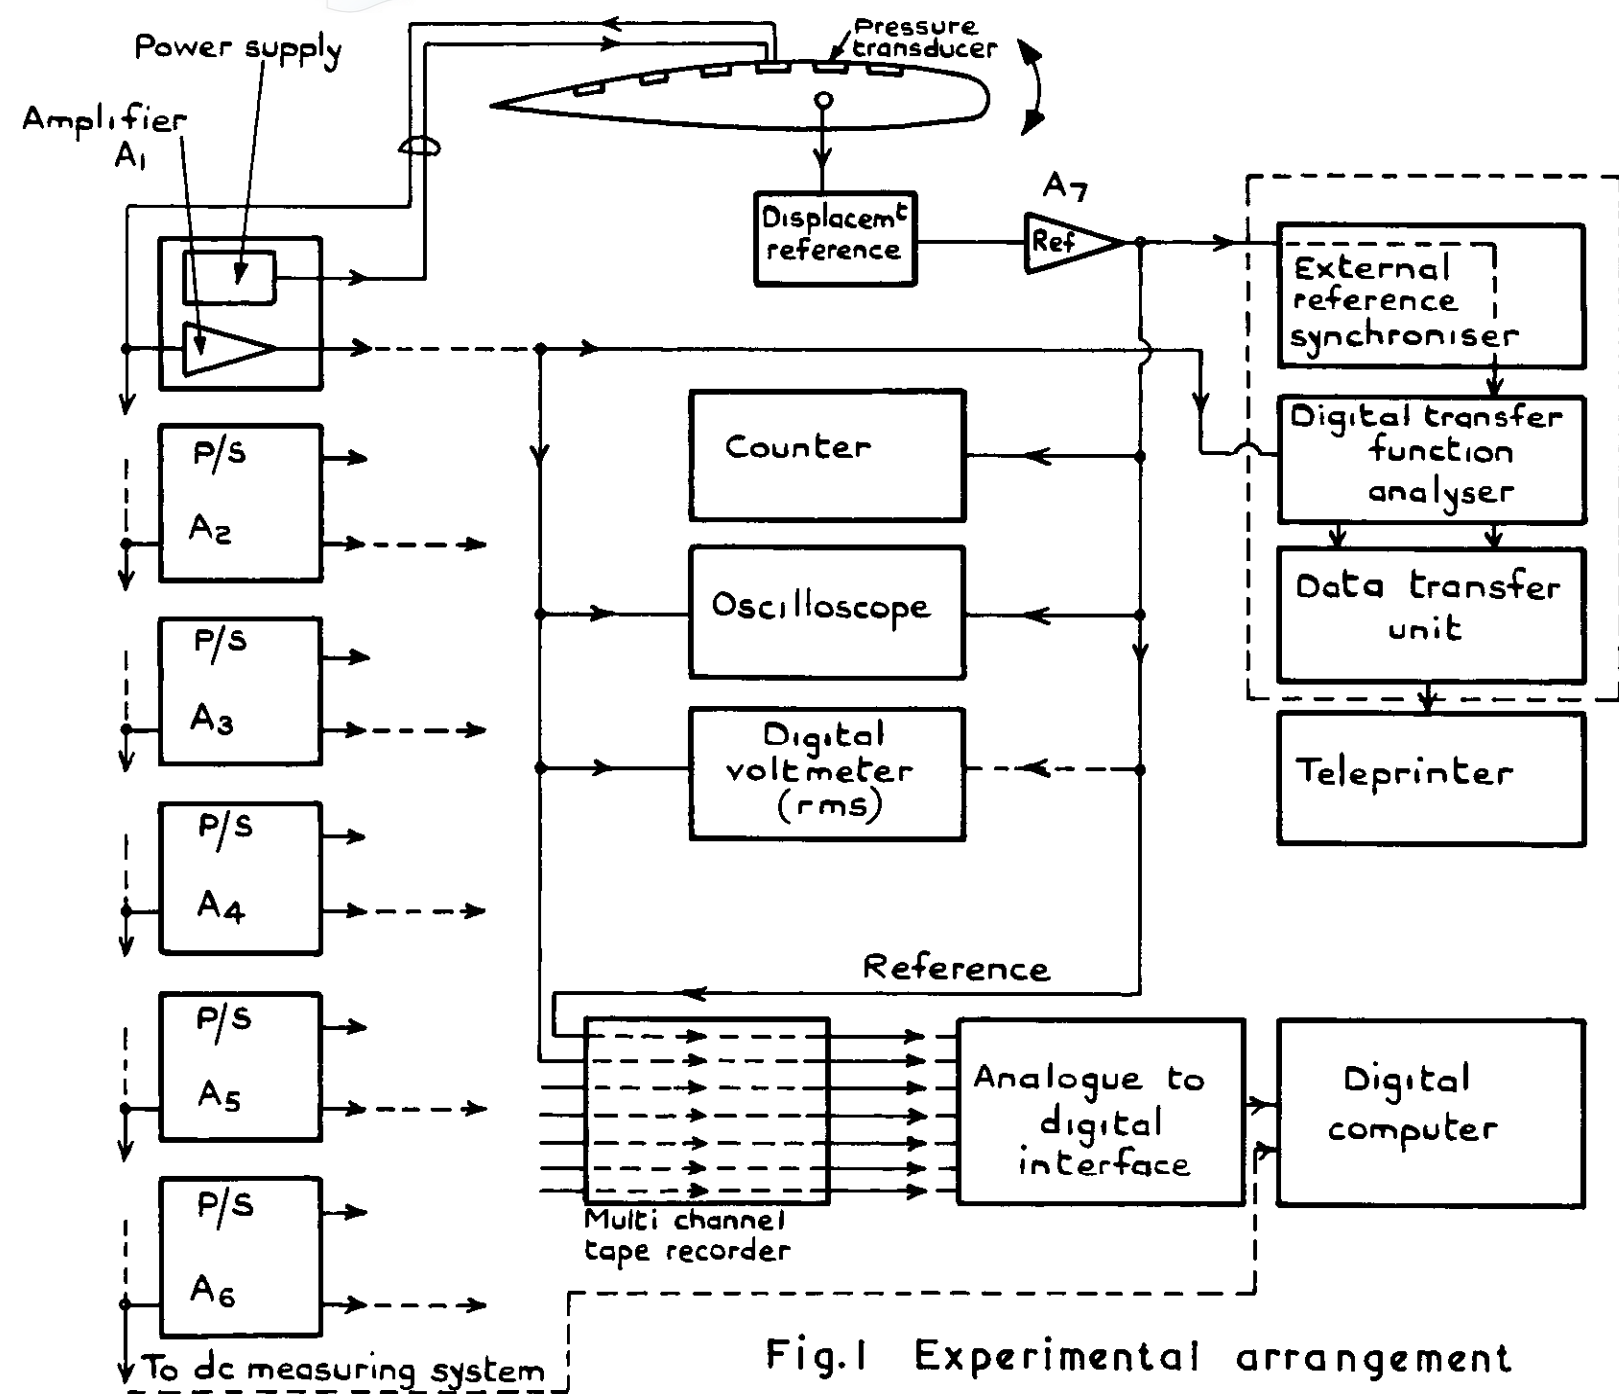 Power supply
Amplifier
A1
Pressure
transducer
Displacemt
reference
A7
Ref
External
reference
synchroniser
Digital transfer
function
analyser
Data transfer
unit
Teleprinter
Counter
Oscilloscope
Digital
voltmeter
(rms)
P/S
A2
P/S
A3
P/S
A4
P/S
A5
P/S
A6
Reference
Multi channel
tape recorder
Analogue to
digital
interface
Digital
computer
To dc measuring system
Fig.1 Experimental arrangement